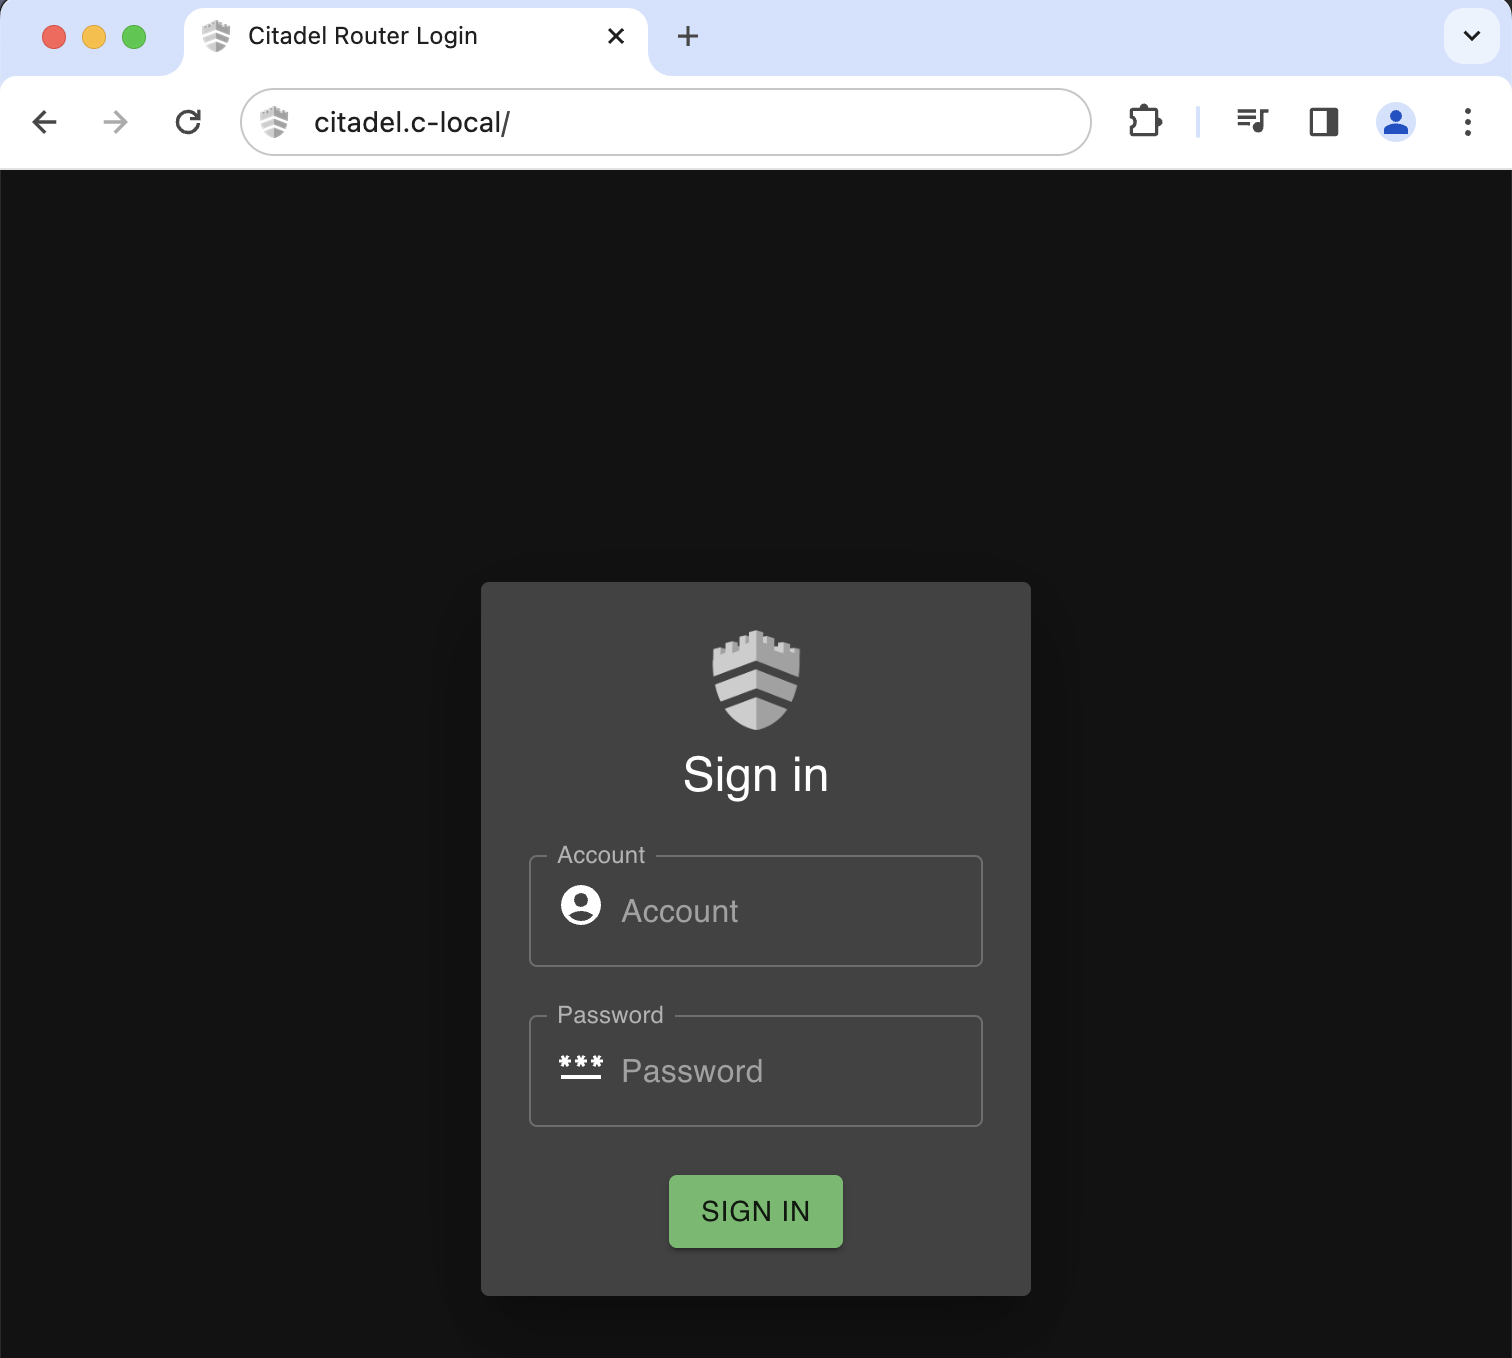 Citadel Router Login
citadel.c-local/
Sign in
Account
Account
Password
*** Password
SIGN IN